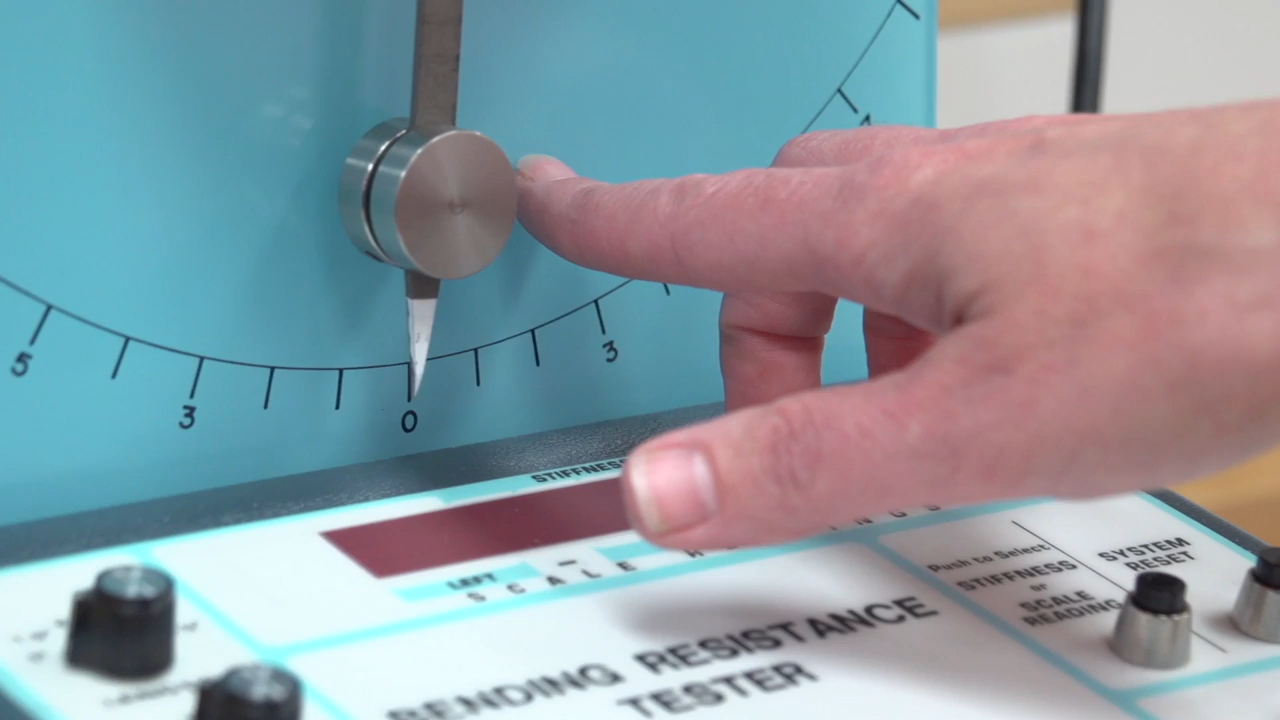 4
5
3
0
3
STIFFNESS
LEFT
SCALE
Push to Select
STIFFNESS
or
SCALE
READING
SYSTEM
RESET
BENDING RESISTANCE
TESTER